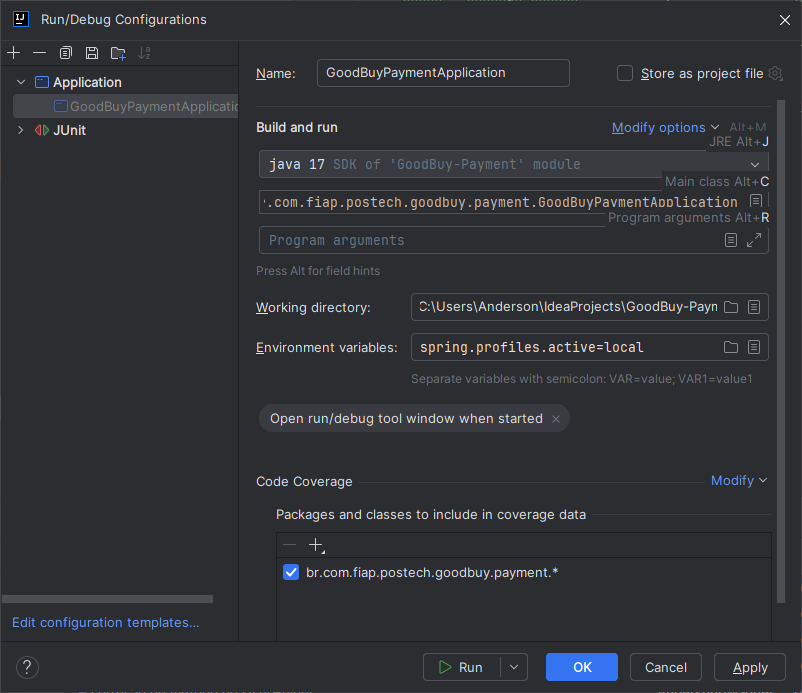 Run/Debug Configurations
Application
GoodBuyPaymentApplicatio
JUnit
Edit configuration templates...
Name:
GoodBuyPaymentApplication
Store as project file
Build and run
Modify options
Alt+M
JRE Alt+J
java 17 SDK of 'GoodBuy-Payment' module
Main class Alt+C
.com.fiap.postech.goodbuy.payment.GoodBuyPaymentApplication
Program arguments Alt+R
Program arguments
Press Alt for field hints
Working directory:
C:\Users\Anderson\IdeaProjects\GoodBuy-Payn
Environment variables:
spring.profiles.active=local
Separate variables with semicolon: VAR=value; VAR1=value1
Open run/debug tool window when started
Code Coverage
Modify
Packages and classes to include in coverage data
br.com.fiap.postech.goodbuy.payment.*
?
Run
OK
Cancel
Apply